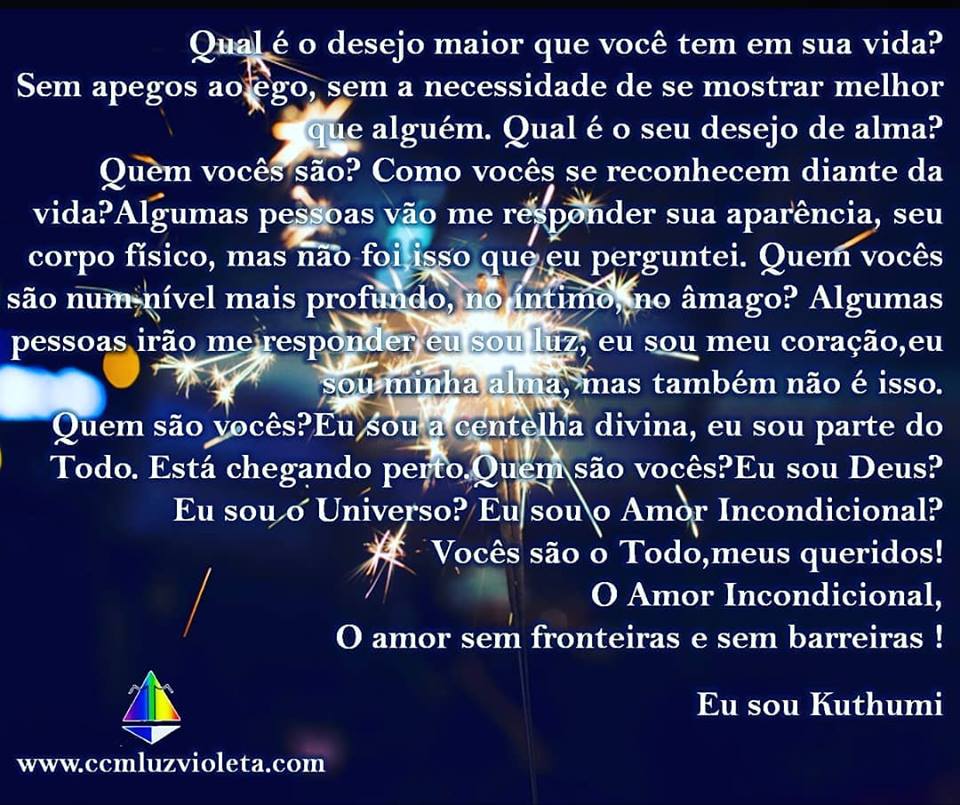 Qual é o desejo maior que você tem em sua vida?
Sem apegos ao ego, sem a necessidade de se mostrar melhor
que alguém. Qual é o seu desejo de alma?
Quem vocês são? Como vocês se reconhecem diante da
vida?Algumas pessoas vão me responder sua aparência, seu
corpo físico, mas não foi isso que eu perguntei. Quem vocês
são num nível mais profundo, no íntimo, no âmago? Algumas
pessoas irão me responder eu sou luz, eu sou meu coração,eu
sou minha alma, mas também não é isso.
Quem são vocês?Eu sou a centelha divina, eu sou parte do
Todo. Está chegando perto.Quem são vocês?Eu sou Deus?
Eu sou o Universo? Eu sou o Amor Incondicional?
Vocês são o Todo,meus queridos!
O Amor Incondicional,
O amor sem fronteiras e sem barreiras !
Eu sou Kuthumi
www.ccmluzvioleta.com